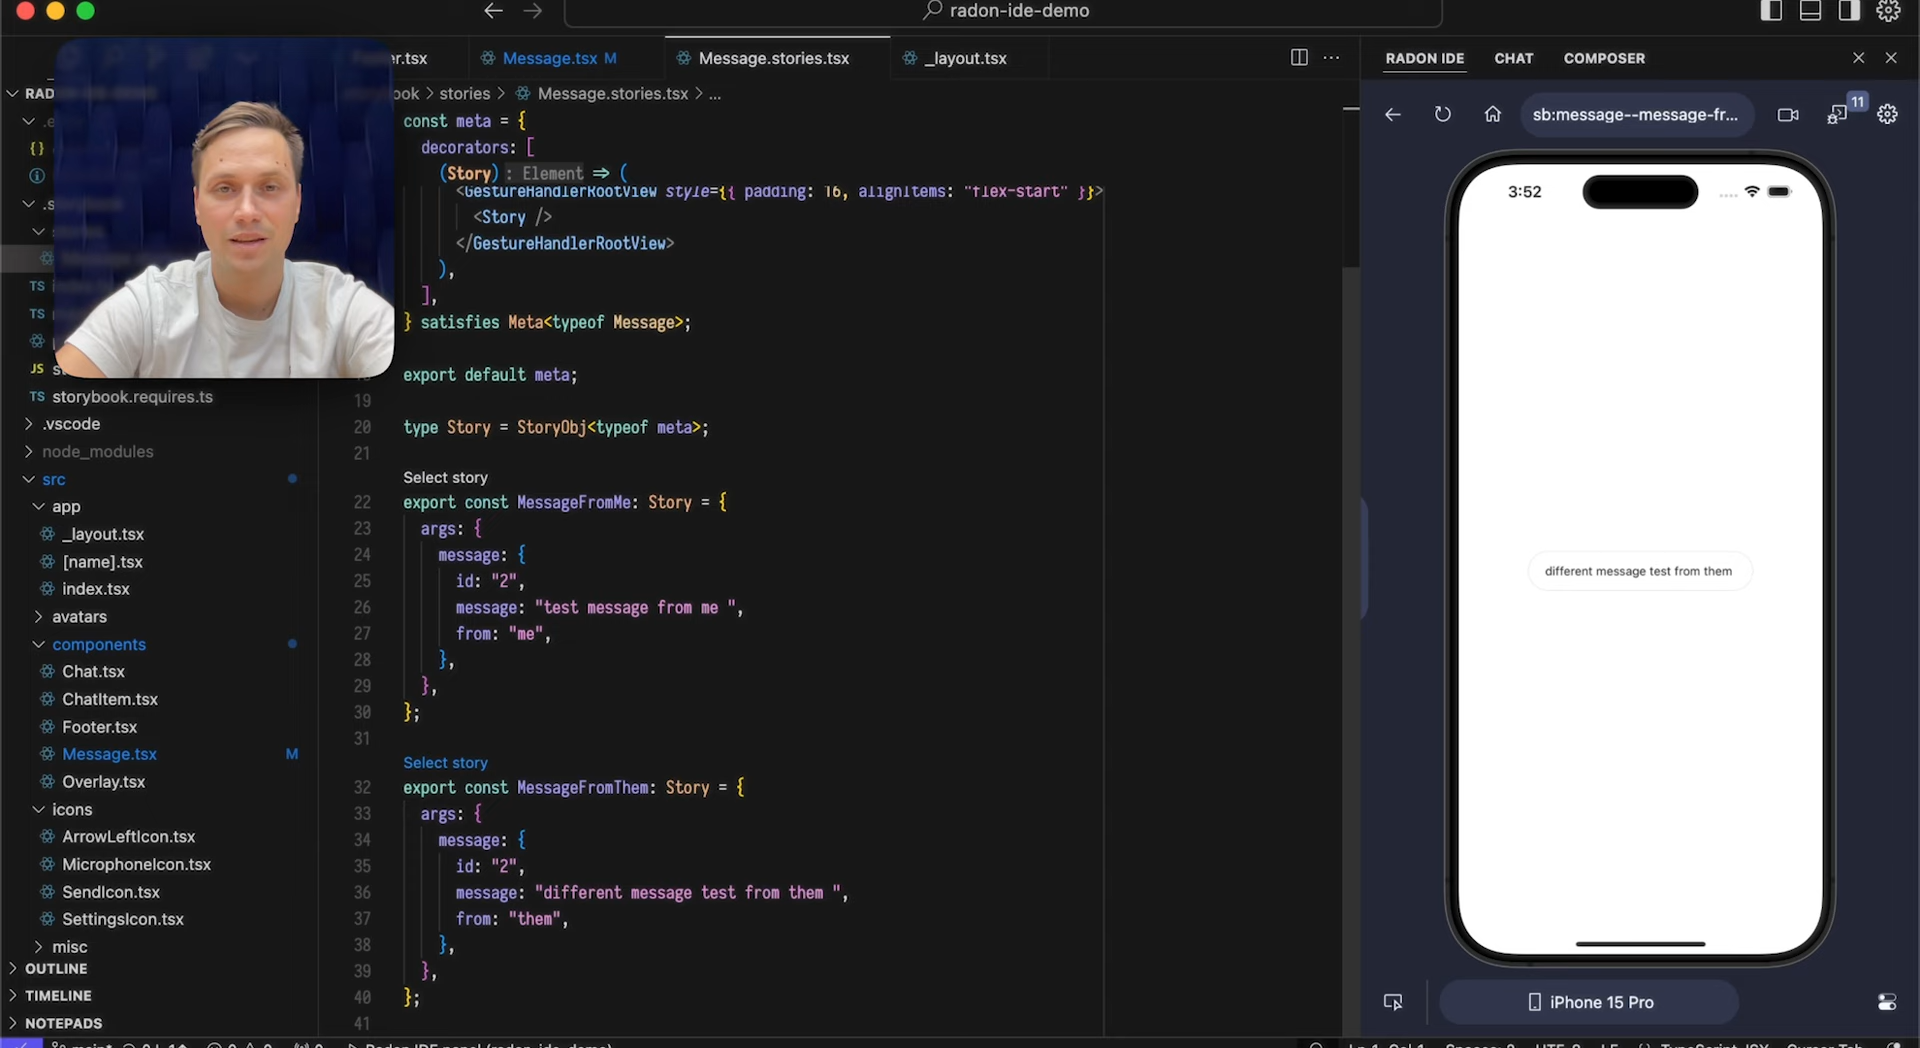 radon-ide-demo
er.tsx
Message.tsx M
Message.stories.tsx
_layout.tsx
ook > stories > Message.stories.tsx > ...
RADON IDE
CHAT
COMPOSER
sb:message--message-fr...
11
RAD
TS
TS
JS st
TS storybook.requires.ts
.vscode
node_modules
src
app
_layout.tsx
[name].tsx
index.tsx
avatars
components
Chat.tsx
ChatItem.tsx
Footer.tsx
Message.tsx M
Overlay.tsx
icons
ArrowLeftIcon.tsx
MicrophoneIcon.tsx
SendIcon.tsx
SettingsIcon.tsx
misc
OUTLINE
TIMELINE
NOTEPADS
const meta = {
decorators: [
(Story) : Element => (
<GestureHandlerRootView style={{ padding: 16, alignItems: "flex-start" }}>
<Story />
</GestureHandlerRootView>
),
],
} satisfies Meta<typeof Message>;
export default meta;
19
20 type Story = StoryObj<typeof meta>;
21
Select story
22 export const MessageFromMe: Story = {
23 args: {
24 message: {
25 id: "2",
26 message: "test message from me ",
27 from: "me",
28 },
29 },
30 };
31
Select story
32 export const MessageFromThem: Story = {
33 args: {
34 message: {
35 id: "2",
36 message: "different message test from them ",
37 from: "them",
38 },
39 },
40 };
41
3:52
different message test from them
iPhone 15 Pro